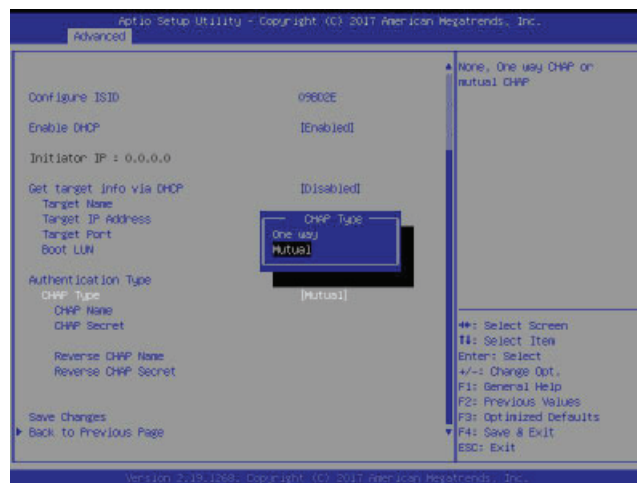 Aptio Setup Utility - Copyright (C) 2017 American Megatrends, Inc.
Advanced
Configure ISID 09602E
Enable DHCP [Enabled]
Initiator IP : 0.0.0.0
Get target info via DHCP [Disabled]
Target Name
Target IP Address
Target Port
Boot LUN
Authentication Type
CHAP Type [Mutual]
CHAP Name
CHAP Secret
Reverse CHAP Name
Reverse CHAP Secret
Save Changes
Back to Previous Page
CHAP Type
One way
Mutual
None, One way CHAP or
mutual CHAP
: Select Screen
: Select Item
Enter: Select
+/-: Change Opt.
F1: General Help
F2: Previous Values
F3: Optimized Defaults
F4: Save & Exit
ESC: Exit
Version 2.19.1268. Copyright (C) 2017 American Megatrends, Inc.